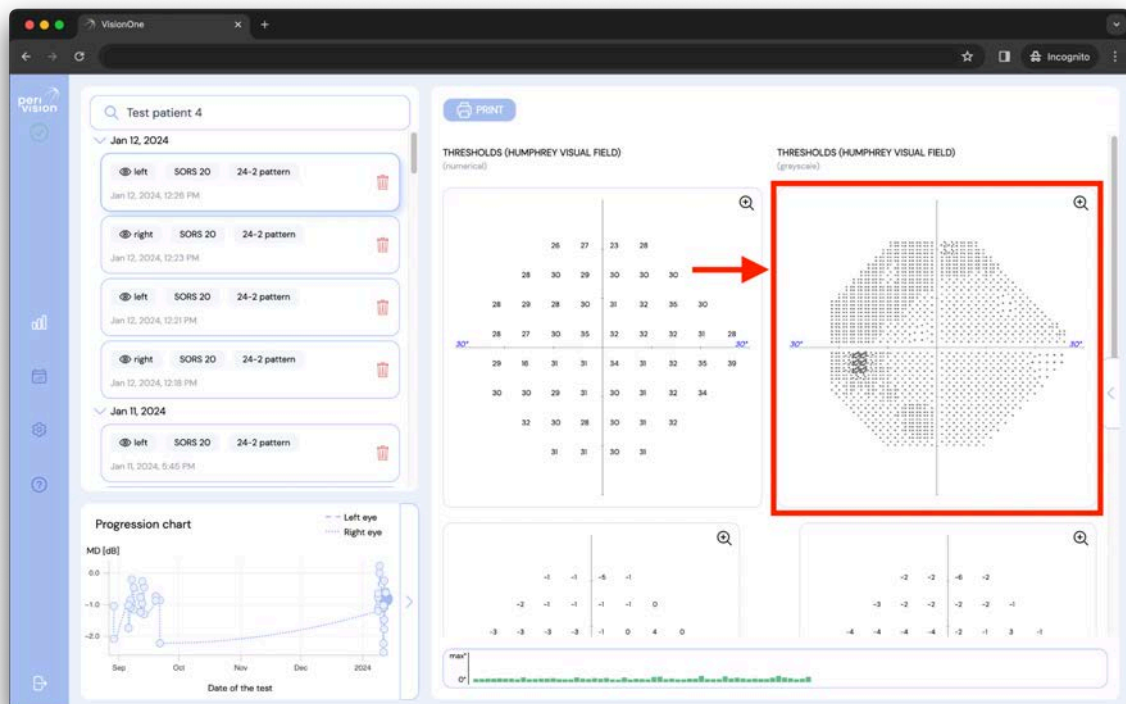 VisionOne
Incognito
peri
vision
Test patient 4
Jan 12, 2024
left SORS 20 24-2 pattern
Jan 12, 2024, 12:26 PM
right SORS 20 24-2 pattern
Jan 12, 2024, 12:23 PM
left SORS 20 24-2 pattern
Jan 12, 2024, 12:21 PM
right SORS 20 24-2 pattern
Jan 12, 2024, 12:18 PM
Jan 11, 2024
left SORS 20 24-2 pattern
Jan 11, 2024, 5:45 PM
Progression chart
Left eye
Right eye
MD [dB]
0.0
-1.0
-2.0
Sep Oct Nov Dec 2024
Date of the test
PRINT
THRESHOLDS (HUMPHREY VISUAL FIELD)
(numerical)
26 27 23 28
28 30 29 30 30 30
28 29 28 30 31 32 35 30
28 27 30 35 32 32 32 31 28
30° 30°
29 16 31 31 34 31 32 35 39
30 30 29 31 30 31 32 34
32 30 28 30 31 32
31 31 30 31
THRESHOLDS (HUMPHREY VISUAL FIELD)
(grayscale)
30° 30°
-1 -1 -5 -1
-2 -1 -1 -1 -1 0
-3 -3 -3 -3 -1 0 4 0
-2 -2 -6 -2
-3 -2 -2 -2 -2 -1
-4 -4 -4 -4 -2 -1 3 -1
max°
0°